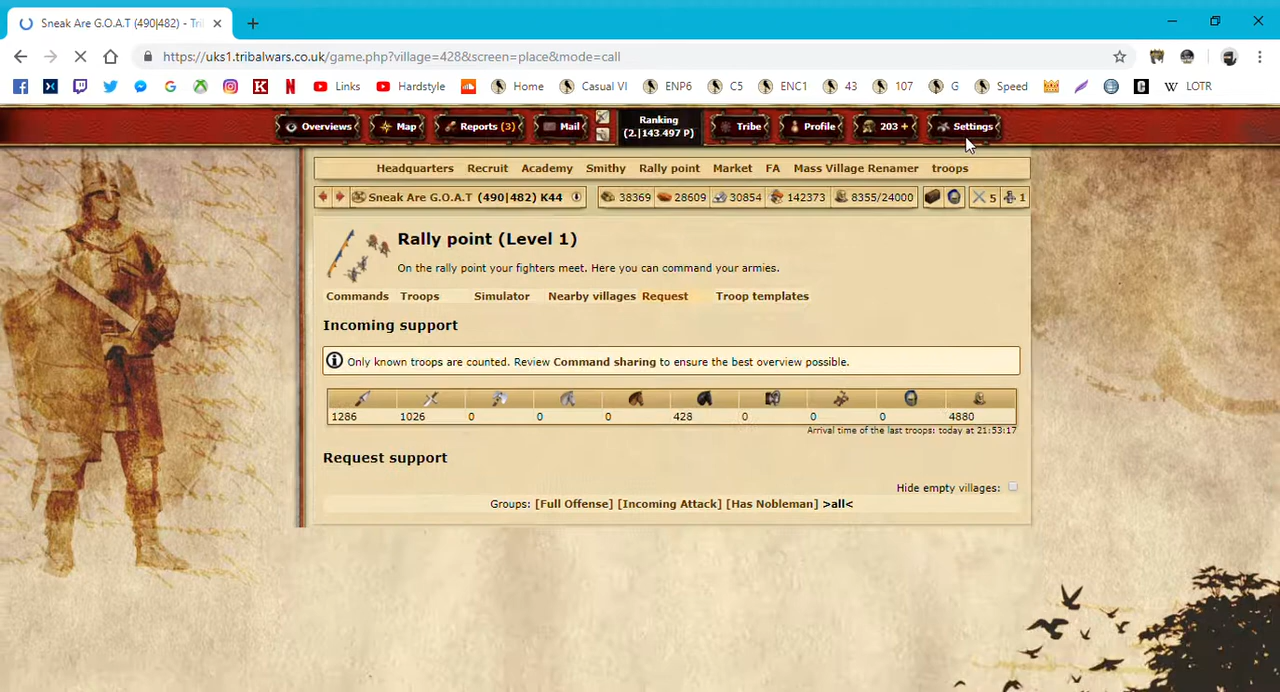 Sneak Are G.O.A.T (490|482) - Tri
https://uks1.tribalwars.co.uk/game.php?village=428&screen=place&mode=call
Links Hardstyle Home Casual VI ENP6 C5 ENC1 43 107 G Speed W LOTR
Overviews Map Reports (3) Mail Ranking (2.|143.497 P) Tribe Profile 203 + Settings
Headquarters Recruit Academy Smithy Rally point Market FA Mass Village Renamer troops
Sneak Are G.O.A.T (490|482) K44 38369 28609 30854 142373 8355/24000 5 1
Rally point (Level 1)
On the rally point your fighters meet. Here you can command your armies.
Commands Troops Simulator Nearby villages Request Troop templates
Incoming support
Only known troops are counted. Review Command sharing to ensure the best overview possible.
1286 1026 0 0 0 428 0 0 0 4880
Arrival time of the last troops: today at 21:53:17
Request support
Hide empty villages:
Groups: [Full Offense] [Incoming Attack] [Has Nobleman] >all<